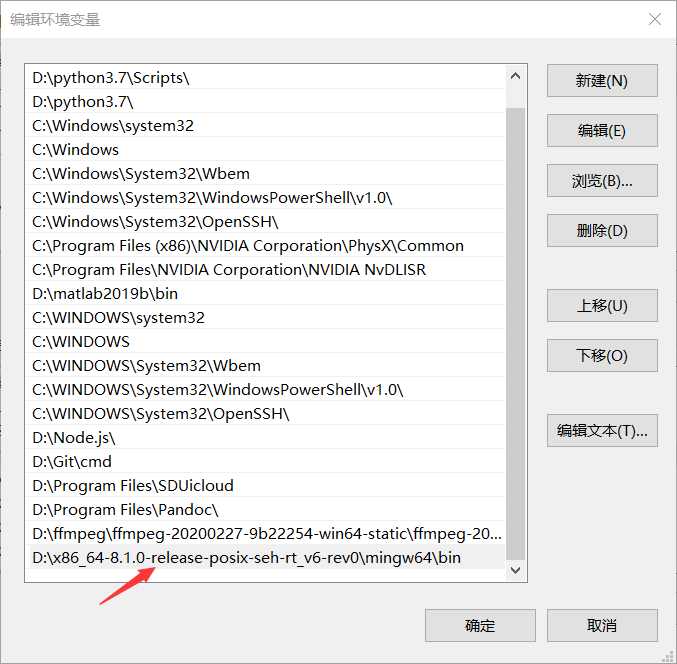 编辑环境变量
D:\python3.7\Scripts\
D:\python3.7\
C:\Windows\system32
C:\Windows
C:\Windows\System32\Wbem
C:\Windows\System32\WindowsPowerShell\v1.0\
C:\Windows\System32\OpenSSH\
C:\Program Files (x86)\NVIDIA Corporation\PhysX\Common
C:\Program Files\NVIDIA Corporation\NVIDIA NvDLISR
D:\matlab2019b\bin
C:\WINDOWS\system32
C:\WINDOWS
C:\WINDOWS\System32\Wbem
C:\WINDOWS\System32\WindowsPowerShell\v1.0\
C:\WINDOWS\System32\OpenSSH\
D:\Node.js\
D:\Git\cmd
D:\Program Files\SDUicloud
D:\Program Files\Pandoc\
D:\ffmpeg\ffmpeg-20200227-9b22254-win64-static\ffmpeg-20...
D:\x86_64-8.1.0-release-posix-seh-rt_v6-rev0\mingw64\bin
新建(N)
编辑(E)
浏览(B)...
删除(D)
上移(U)
下移(O)
编辑文本(T)...
确定
取消